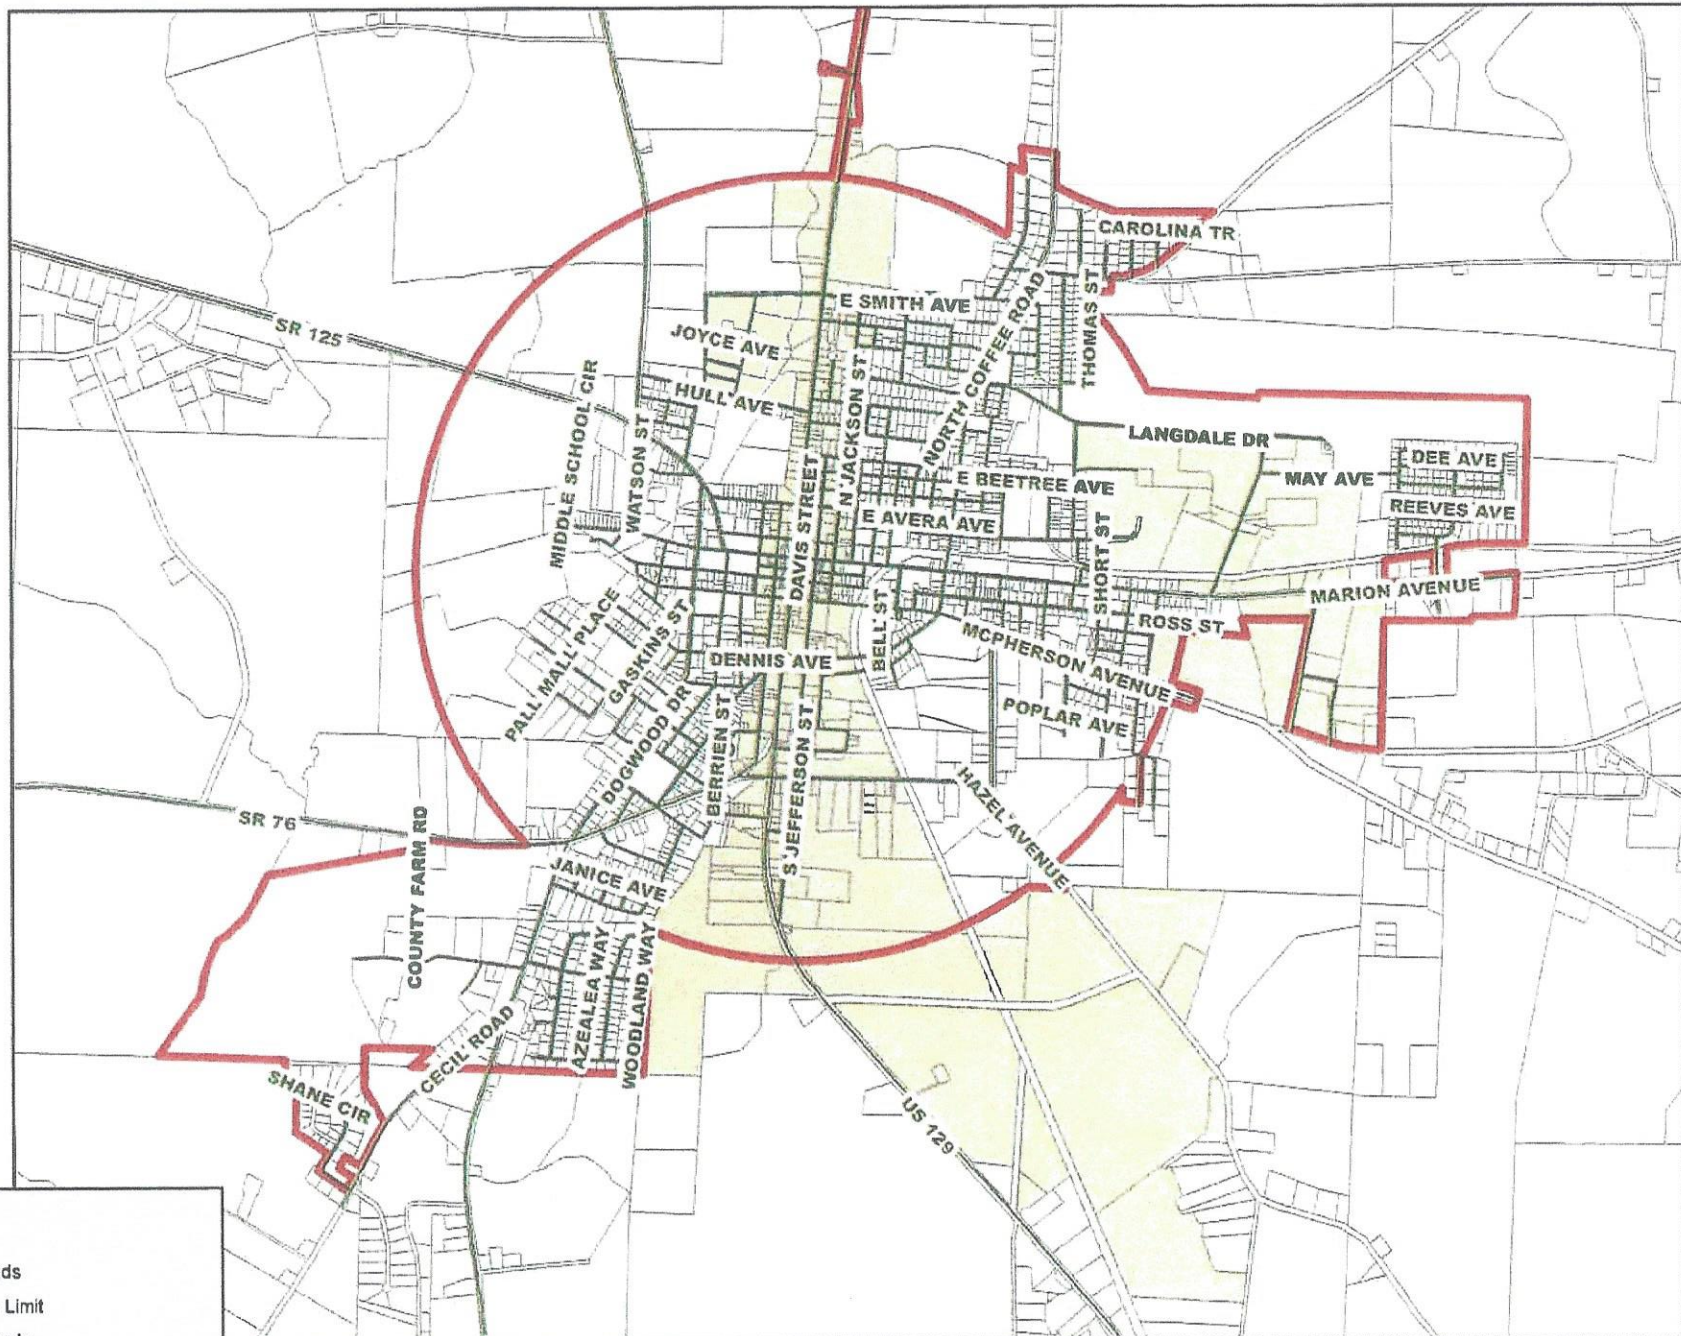 CAROLINA TR
E SMITH AVE
THOMAS ST
NORTH COFFEE ROAD
SR 125
JOYCE AVE
N JACKSON ST
MIDDLE SCHOOL CIR
HULL AVE
WATSON ST
LANGDALE DR
DEE AVE
MAY AVE
E BEETREE AVE
REEVES AVE
E AVERA AVE
DAVIS STREET
SHORT ST
MARION AVENUE
BELL ST
ROSS ST
PALL MALL PLACE
GASKINS ST
MCPHERSON AVENUE
DENNIS AVE
POPLAR AVE
DOGWOOD DR
BERRIEN ST
S JEFFERSON ST
HAZEL AVENUE
SR 76
COUNTY FARM RD
JANICE AVE
AZEALEA WAY
WOODLAND WAY
CECIL ROAD
SHANE CIR
US 129
ds
Limit